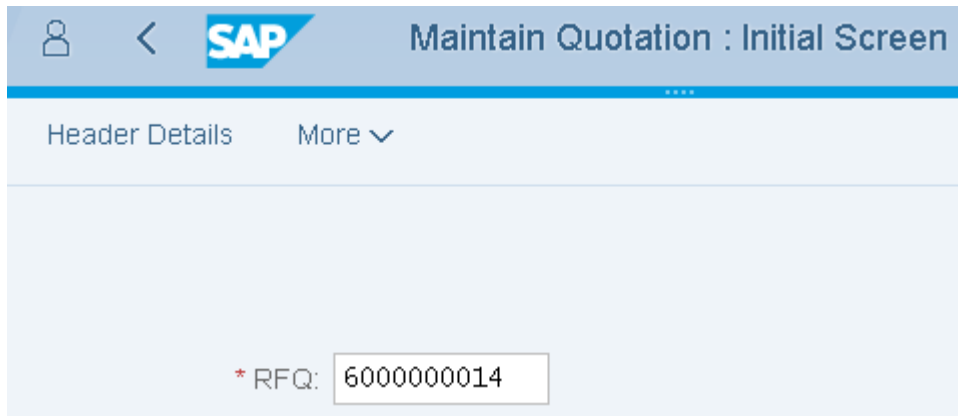 SAP Maintain Quotation : Initial Screen
Header Details More
* RFQ: 6000000014